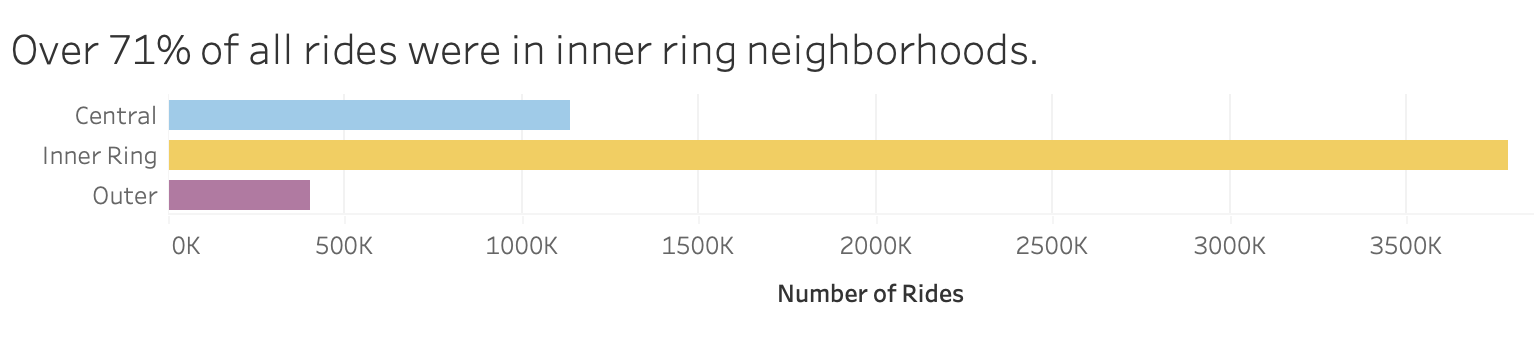 Over 71% of all rides were in inner ring neighborhoods.
Central
Inner Ring
Outer
0K 500K 1000K 1500K 2000K 2500K 3000K 3500K
Number of Rides